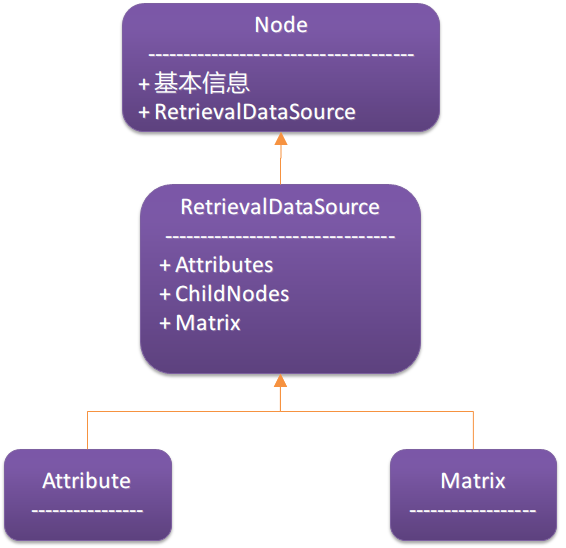 Node
-------------------------------------
+ 基本信息
+ RetrievalDataSource
RetrievalDataSource
--------------------------------
+ Attributes
+ ChildNodes
+ Matrix
Attribute
----------------
Matrix
------------------